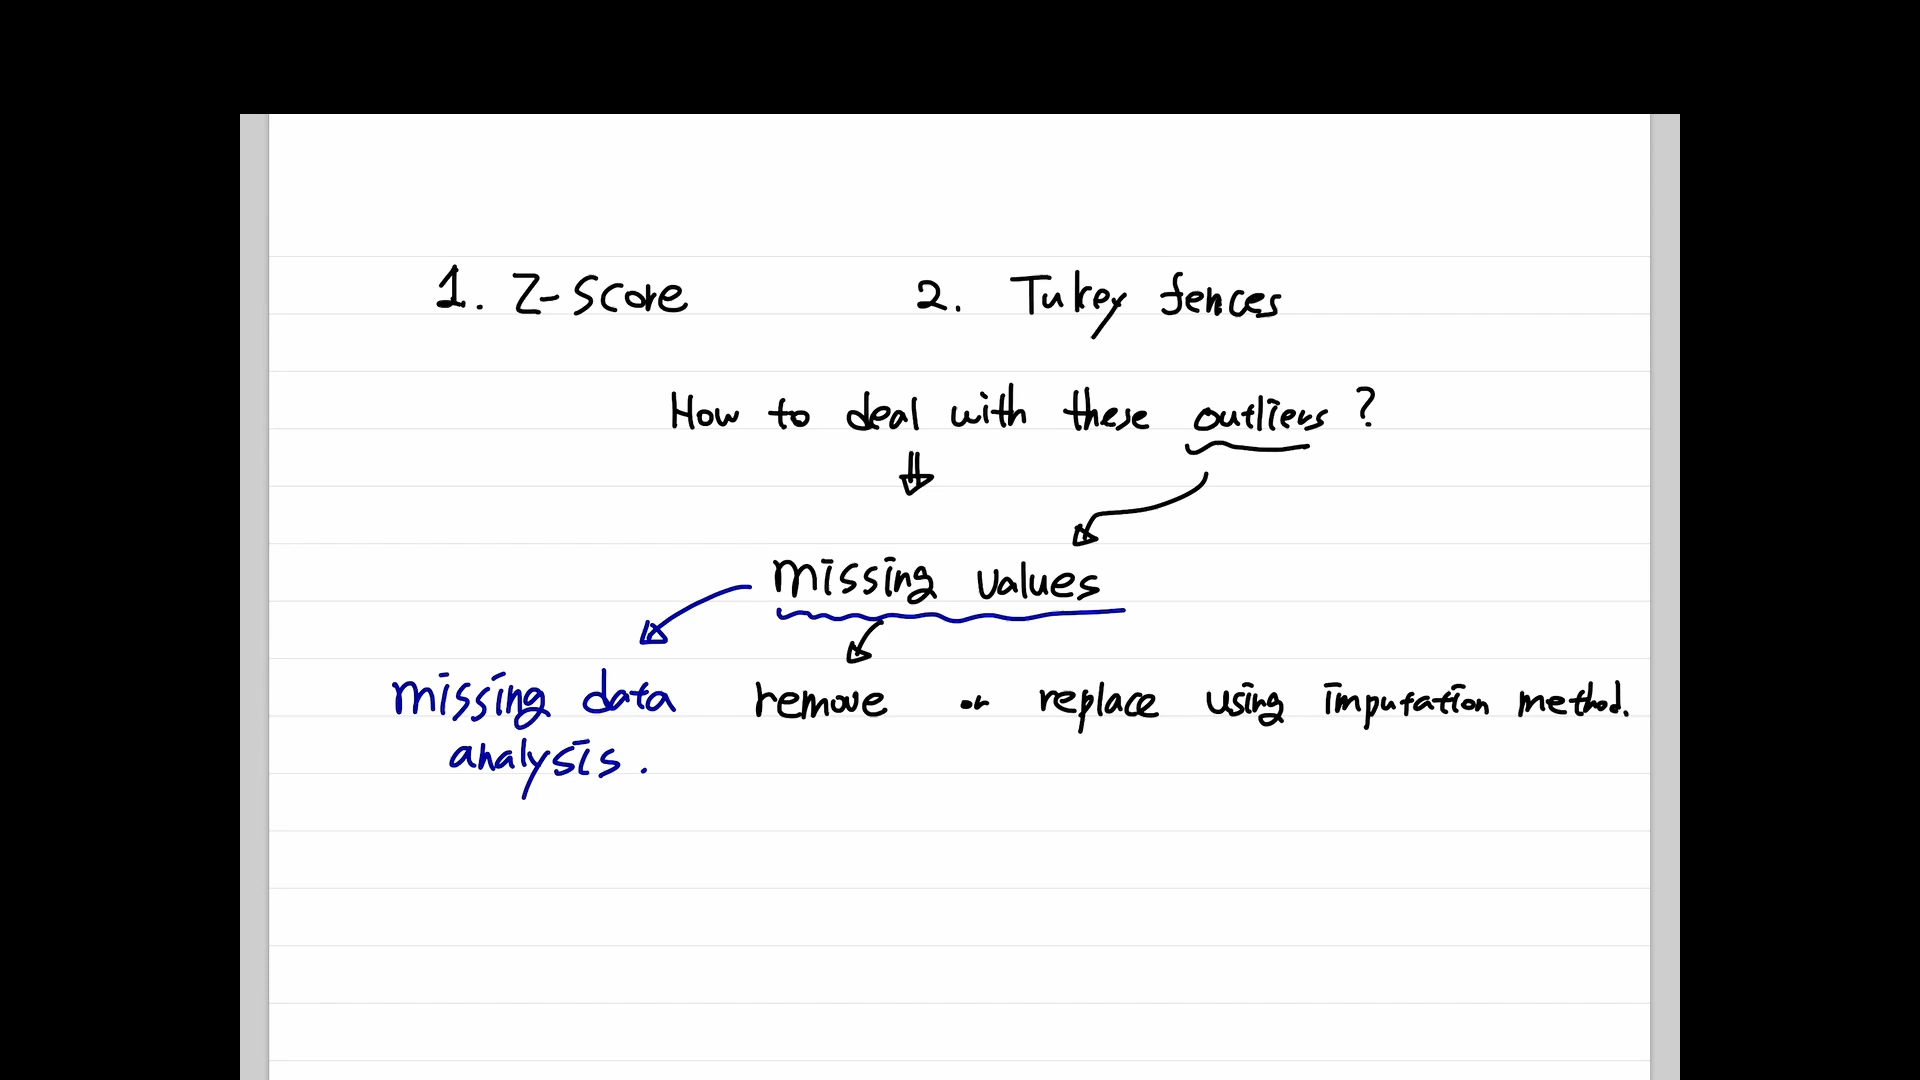 1. Z-Score 2. Tukey fences
How to deal with these outliers ?
missing values
missing data remove or replace using imputation method.
analysis.